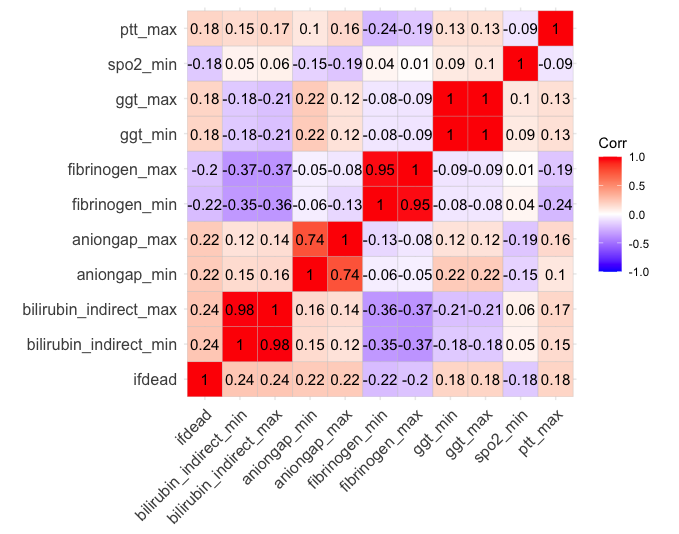 ptt_max 0.18 0.15 0.17 0.1 0.16 -0.24 -0.19 0.13 0.13 -0.09 1
spo2_min -0.18 0.05 0.06 -0.15 -0.19 0.04 0.01 0.09 0.1 1 -0.09
ggt_max 0.18 -0.18 -0.21 0.22 0.12 -0.08 -0.09 1 1 0.1 0.13
ggt_min 0.18 -0.18 -0.21 0.22 0.12 -0.08 -0.09 1 1 0.09 0.13
fibrinogen_max -0.2 -0.37 -0.37 -0.05 -0.08 0.95 1 -0.09 -0.09 0.01 -0.19
fibrinogen_min -0.22 -0.35 -0.36 -0.06 -0.13 1 0.95 -0.08 -0.08 0.04 -0.24
aniongap_max 0.22 0.12 0.14 0.74 1 -0.13 -0.08 0.12 0.12 -0.19 0.16
aniongap_min 0.22 0.15 0.16 1 0.74 -0.06 -0.05 0.22 0.22 -0.15 0.1
bilirubin_indirect_max 0.24 0.98 1 0.16 0.14 -0.36 -0.37 -0.21 -0.21 0.06 0.17
bilirubin_indirect_min 0.24 1 0.98 0.15 0.12 -0.35 -0.37 -0.18 -0.18 0.05 0.15
ifdead 1 0.24 0.24 0.22 0.22 -0.22 -0.2 0.18 0.18 -0.18 0.18
ifdead
bilirubin_indirect_min
bilirubin_indirect_max
aniongap_min
aniongap_max
fibrinogen_min
fibrinogen_max
ggt_min
ggt_max
spo2_min
ptt_max
Corr
1.0
0.5
0.0
-0.5
-1.0